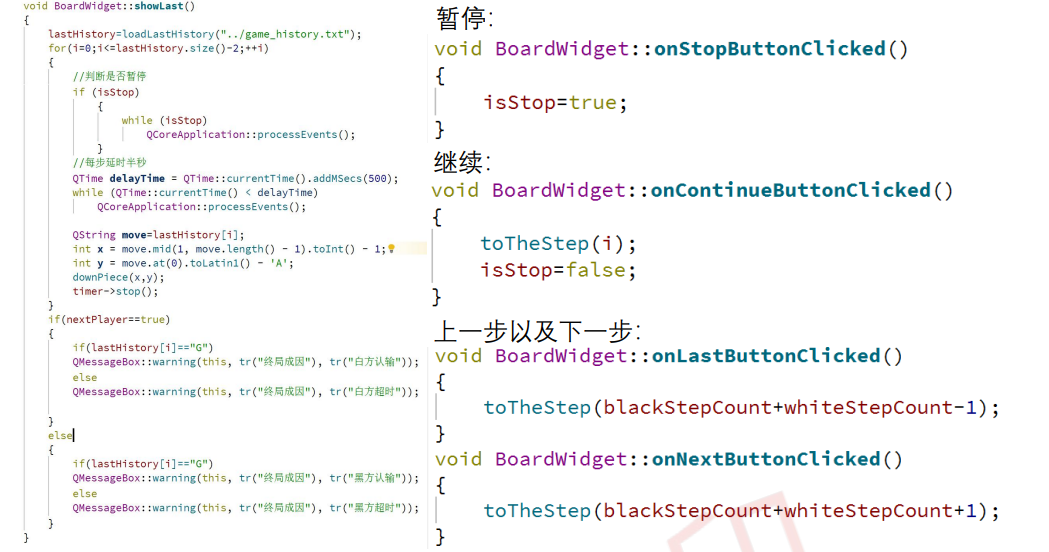 void BoardWidget::showLast()
{
lastHistory=loadLastHistory("../game_history.txt");
for(i=0;i<=lastHistory.size()-2;++i)
{
//判断是否暂停
if (isStop)
{
while (isStop)
QCoreApplication::processEvents();
}
//每步延时半秒
QTime delayTime = QTime::currentTime().addMSecs(500);
while (QTime::currentTime() < delayTime)
QCoreApplication::processEvents();
QString move=lastHistory[i];
int x = move.mid(1, move.length() - 1).toInt() - 1;
int y = move.at(0).toLatin1() - 'A';
downPiece(x,y);
timer->stop();
}
if(nextPlayer==true)
{
if(lastHistory[i]=="G")
QMessageBox::warning(this, tr("终局成因"), tr("白方认输"));
else
QMessageBox::warning(this, tr("终局成因"), tr("白方超时"));
}
else
{
if(lastHistory[i]=="G")
QMessageBox::warning(this, tr("终局成因"), tr("黑方认输"));
else
QMessageBox::warning(this, tr("终局成因"), tr("黑方超时"));
}
}
暂停:
void BoardWidget::onStopButtonClicked()
{
isStop=true;
}
继续:
void BoardWidget::onContinueButtonClicked()
{
toTheStep(i);
isStop=false;
}
上一步以及下一步:
void BoardWidget::onLastButtonClicked()
{
toTheStep(blackStepCount+whiteStepCount-1);
}
void BoardWidget::onNextButtonClicked()
{
toTheStep(blackStepCount+whiteStepCount+1);
}